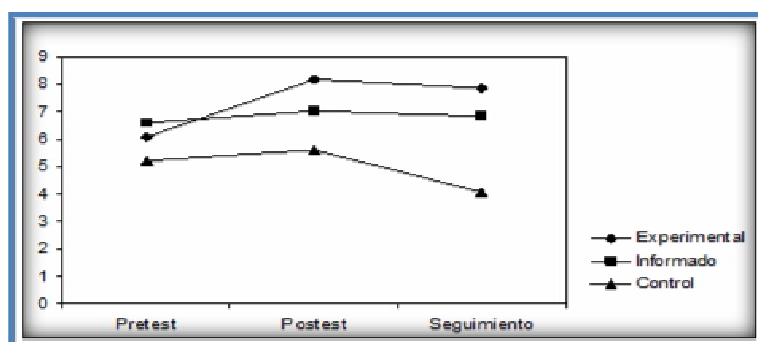 9
8
7
6
5
4
3
2
1
0
Pretest Postest Seguimiento
Experimental
Informado
Control